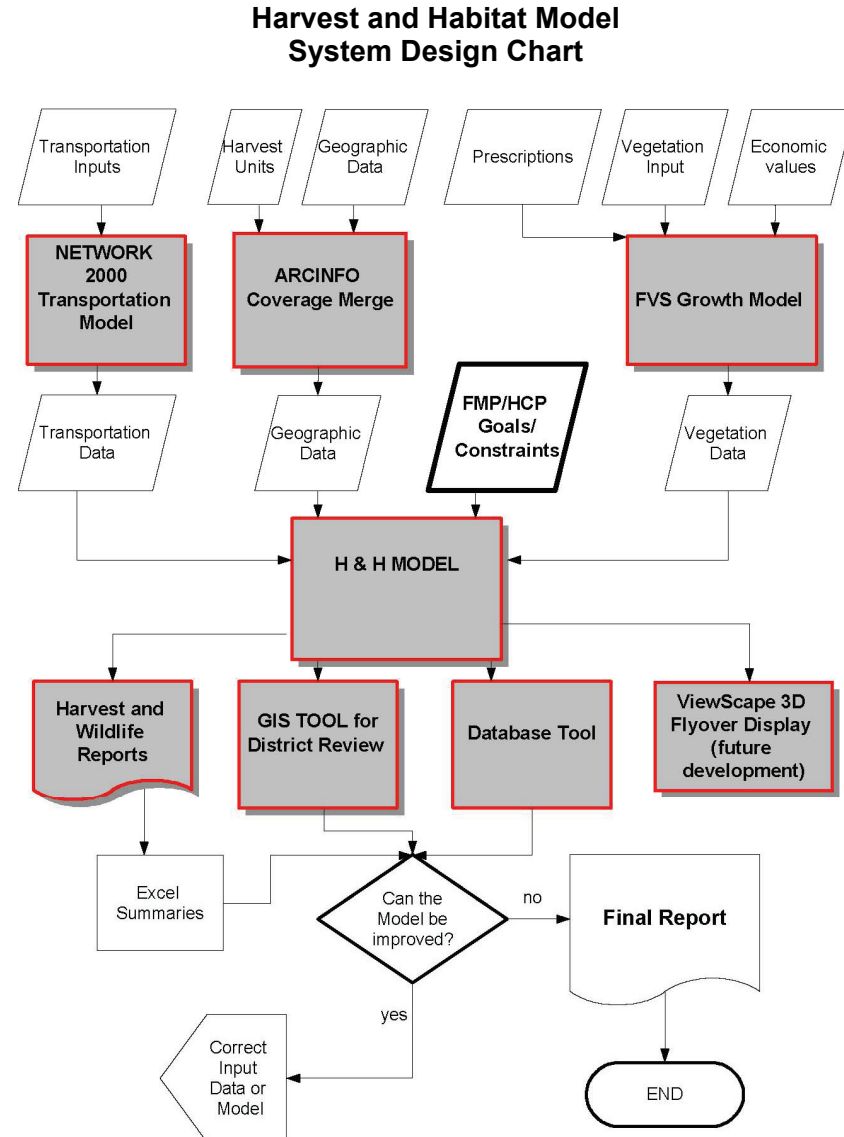 Harvest and Habitat Model
System Design Chart
Transportation
Inputs
Harvest
Units
Geographic
Data
Prescriptions
Vegetation
Input
Economic
values
NETWORK
2000
Transportation
Model
ARCINFO
Coverage Merge
FVS Growth Model
Transportation
Data
Geographic
Data
FMP/HCP
Goals/
Constraints
Vegetation
Data
H & H MODEL
Harvest and
Wildlife
Reports
GIS TOOL for
District Review
Database Tool
ViewScape 3D
Flyover Display
(future
development)
Excel
Summaries
Can the
Model be
improved?
no
Final Report
yes
Correct
Input
Data or
Model
END